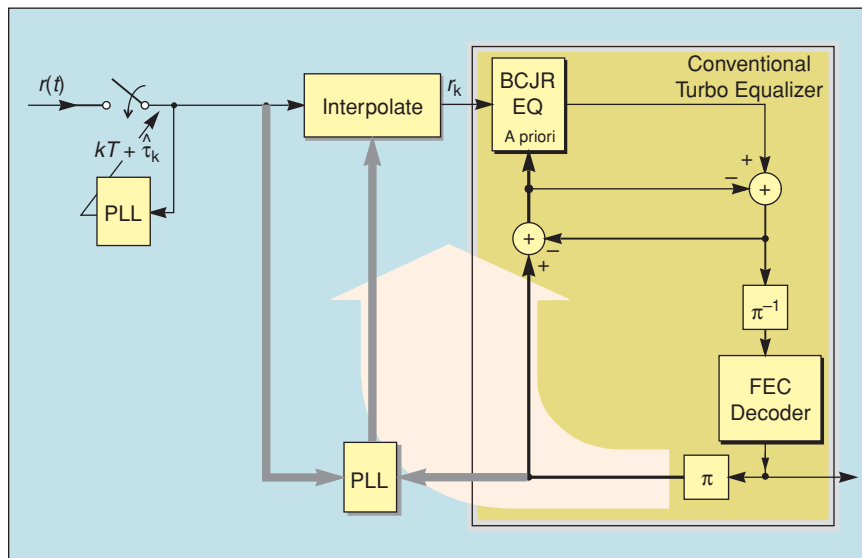 Conventional
Turbo Equalizer
r(t)
kT + τ̂k
PLL
Interpolate
rk
BCJR
EQ
A priori
+
–
+
+
–
+
π–1
FEC
Decoder
PLL
π